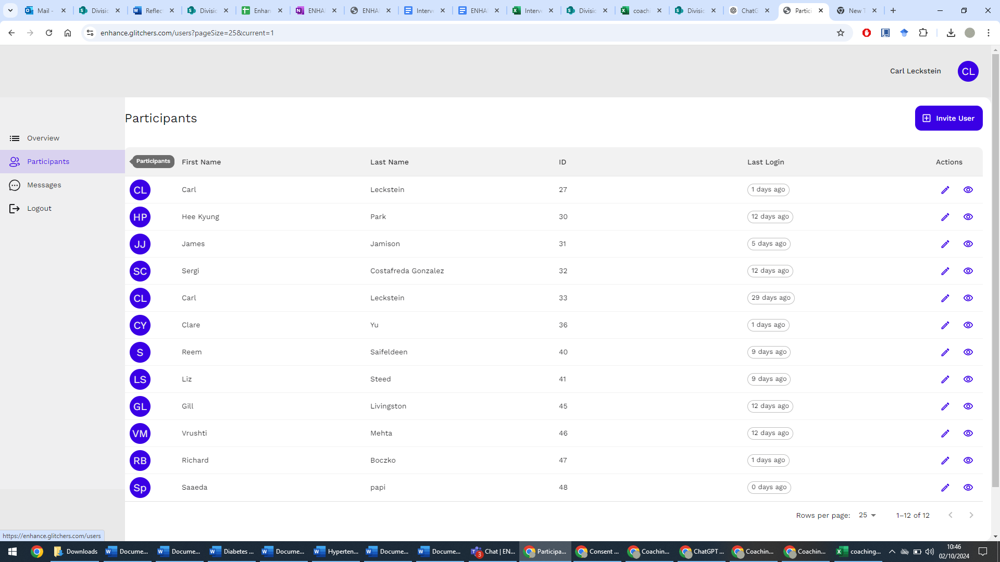 Mail -
Divisic
Reflec
Divisic
Enhan
ENHA
ENHA
Interve
ENHA
Interve
Divisic
coachi
Divisic
ChatG
Partici
New T
enhance.glitchers.com/users?pageSize=25&current=1
Carl Leckstein
CL
Participants
Invite User
Overview
Participants
Messages
Logout
Participants
First Name
Last Name
ID
Last Login
Actions
CL Carl Leckstein 27 1 days ago
HP Hee Kyung Park 30 12 days ago
JJ James Jamison 31 5 days ago
SC Sergi Costafreda Gonzalez 32 12 days ago
CL Carl Leckstein 33 29 days ago
CY Clare Yu 36 1 days ago
S Reem Saifeldeen 40 9 days ago
LS Liz Steed 41 9 days ago
GL Gill Livingston 45 12 days ago
VM Vrushti Mehta 46 12 days ago
RB Richard Boczko 47 1 days ago
Sp Saaeda papi 48 0 days ago
Rows per page: 25 1–12 of 12
https://enhance.glitchers.com/users
Downloads
Docume...
Docume...
Diabetes ...
Docume...
Hyperten...
Docume...
Docume...
Chat | EN...
3
Participa...
Consent ...
Coachin...
ChatGPT ...
Coachin...
Coachin...
coaching...
10:46
02/10/2024